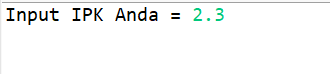 Input IPK Anda = 2.3